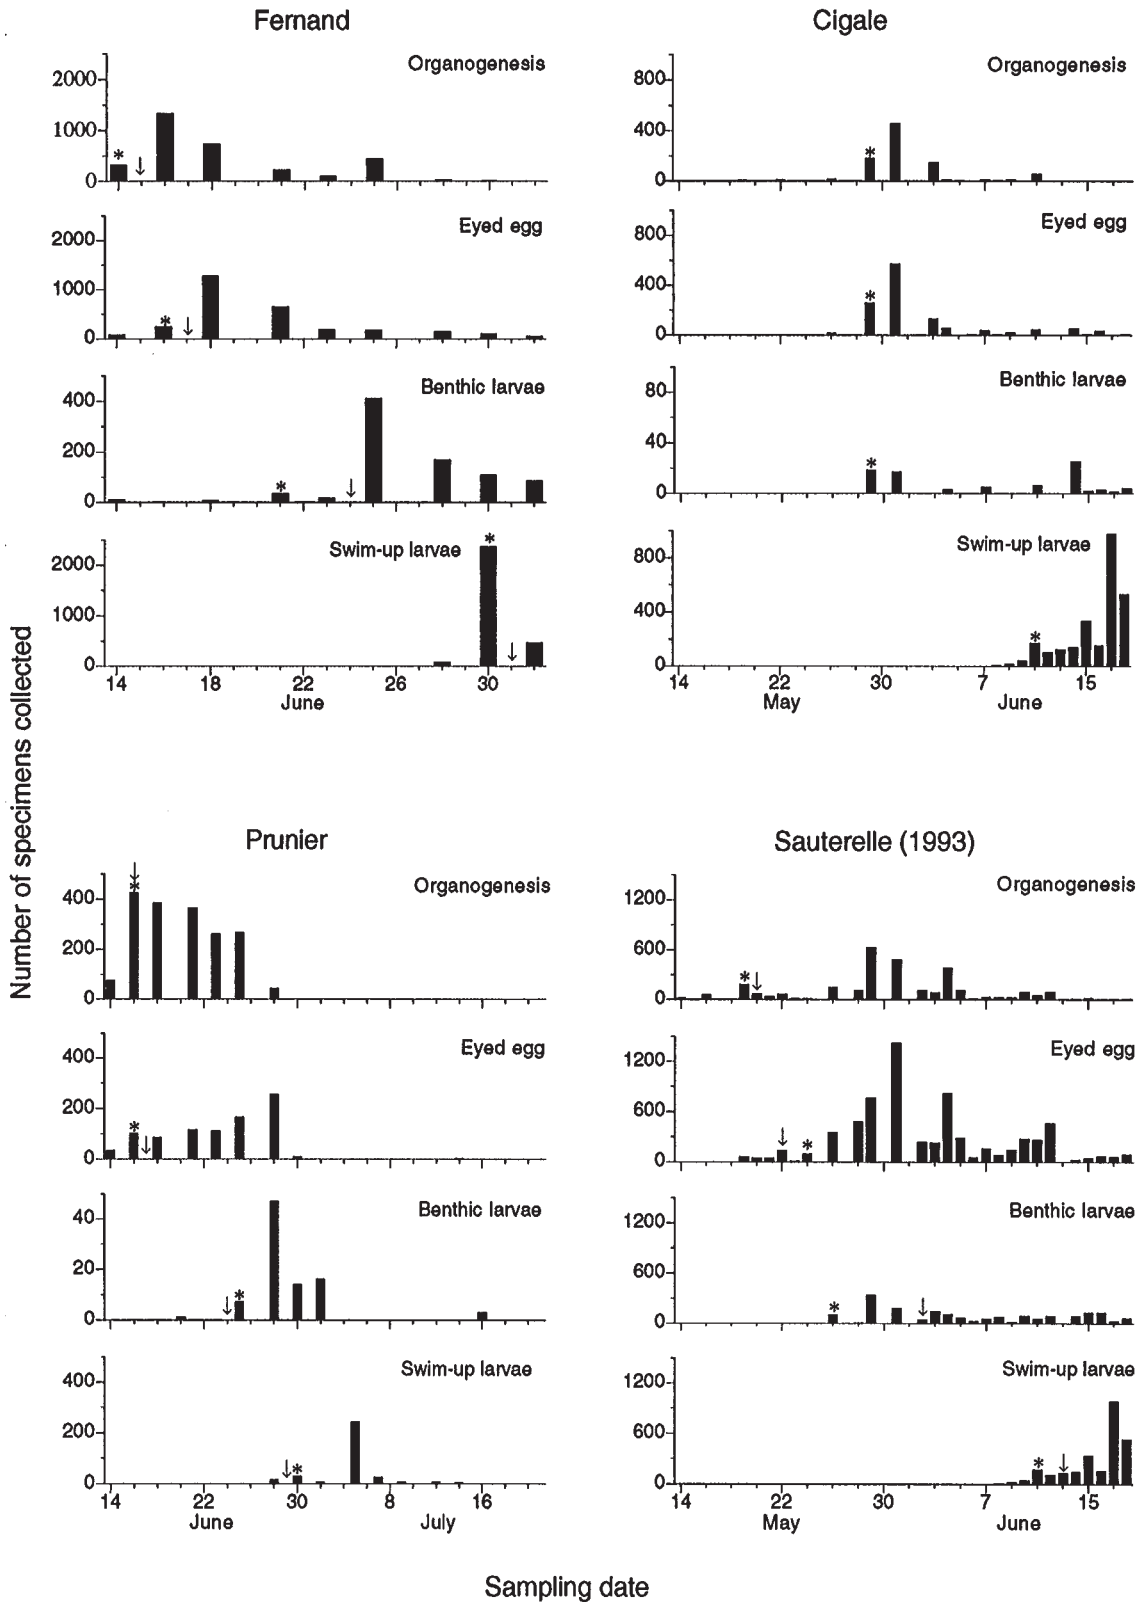 Fernand
Organogenesis
2000
1000
0
*
↓
Eyed egg
2000
1000
0
*
↓
Benthic larvae
400
200
0
*
↓
Swim-up larvae
2000
1000
0
*
↓
14 18 22 26 30
June
Cigale
Organogenesis
800
400
0
*
Eyed egg
800
400
0
*
Benthic larvae
80
40
0
*
Swim-up larvae
800
400
0
*
14 22 30 7 15
May June
Number of specimens collected
Prunier
Organogenesis
400
200
0
↓
*
Eyed egg
400
200
0
*
↓
Benthic larvae
40
20
0
↓
*
Swim-up larvae
400
200
0
↓
*
14 22 30 8 16
June July
Sauterelle (1993)
Organogenesis
1200
600
0
*
↓
Eyed egg
1200
600
0
↓
*
Benthic larvae
1200
600
0
*
↓
Swim-up larvae
1200
600
0
*
↓
14 22 30 7 15
May June
Sampling date